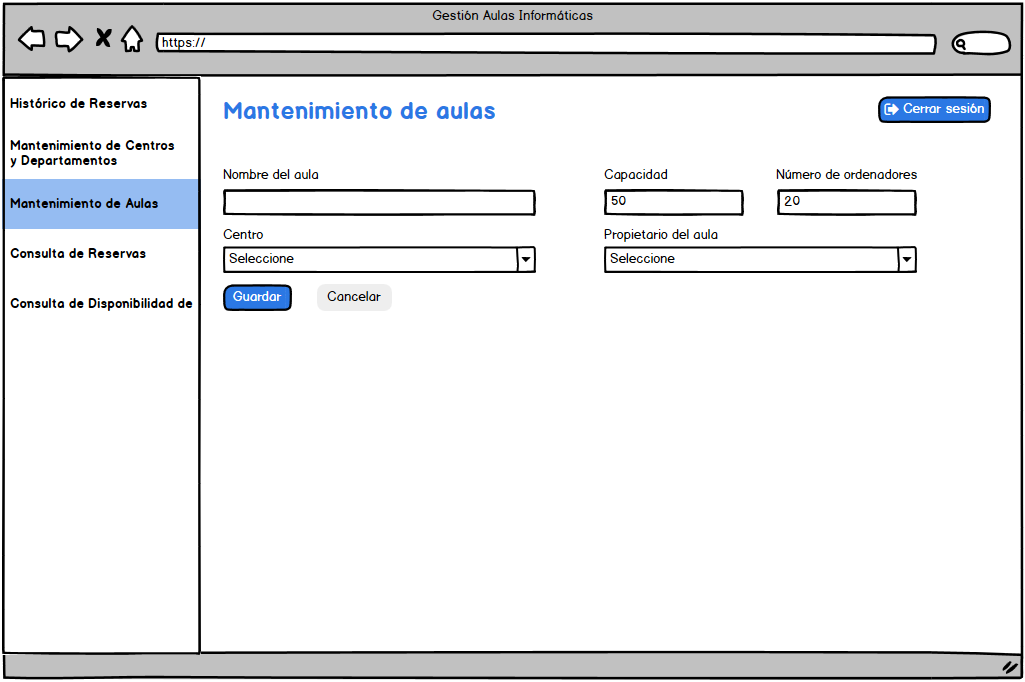 Gestión Aulas Informáticas
https://
Histórico de Reservas
Mantenimiento de Centros
y Departamentos
Mantenimiento de Aulas
Consulta de Reservas
Consulta de Disponibilidad de
Mantenimiento de aulas
Cerrar sesión
Nombre del aula
Capacidad
Número de ordenadores
50
20
Centro
Propietario del aula
Seleccione
Seleccione
Guardar
Cancelar